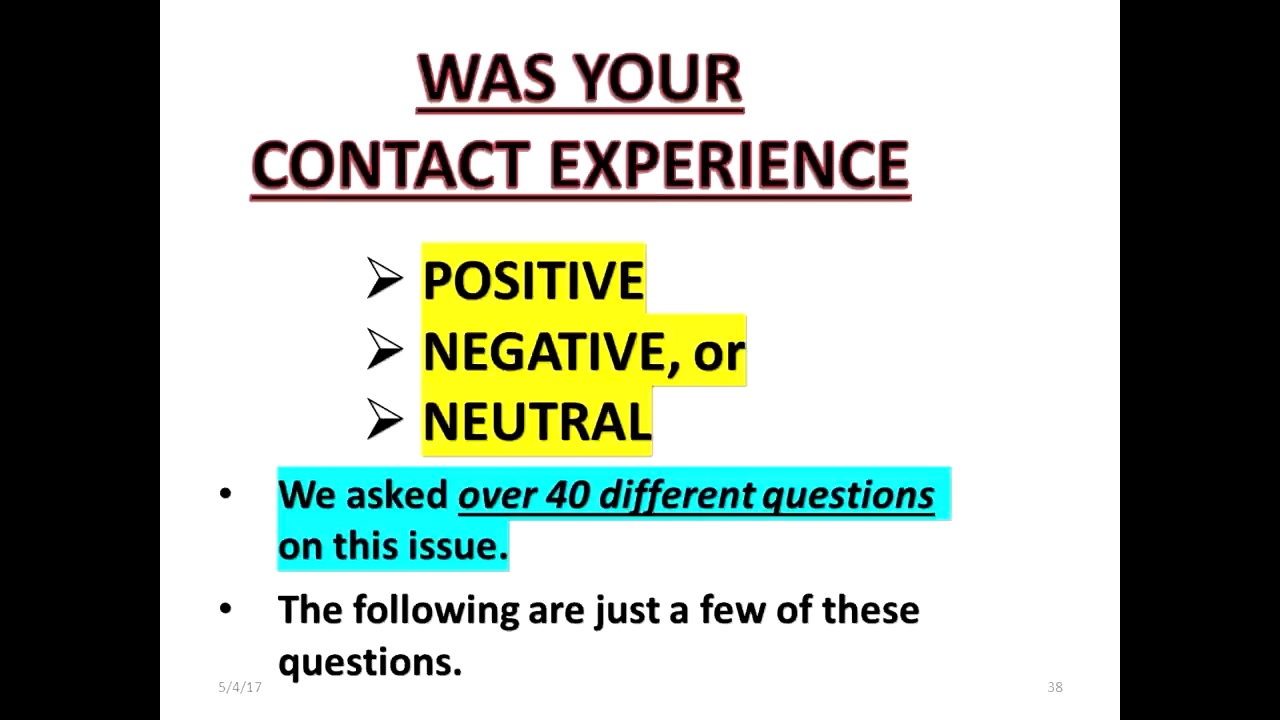 WAS YOUR
CONTACT EXPERIENCE
➢ POSITIVE
➢ NEGATIVE, or
➢ NEUTRAL
• We asked over 40 different questions
on this issue.
• The following are just a few of these
questions.
5/4/17
38